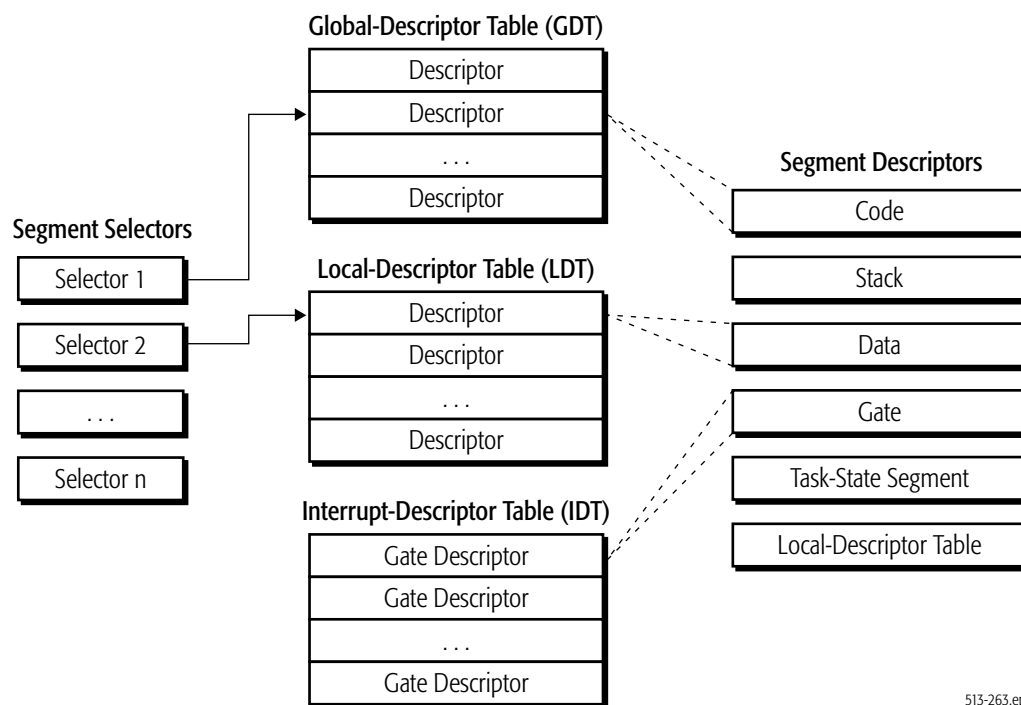 Global-Descriptor Table (GDT)
Descriptor
Descriptor
. . .
Descriptor
Segment Selectors
Selector 1
Selector 2
. . .
Selector n
Local-Descriptor Table (LDT)
Descriptor
Descriptor
. . .
Descriptor
Interrupt-Descriptor Table (IDT)
Gate Descriptor
Gate Descriptor
. . .
Gate Descriptor
Segment Descriptors
Code
Stack
Data
Gate
Task-State Segment
Local-Descriptor Table